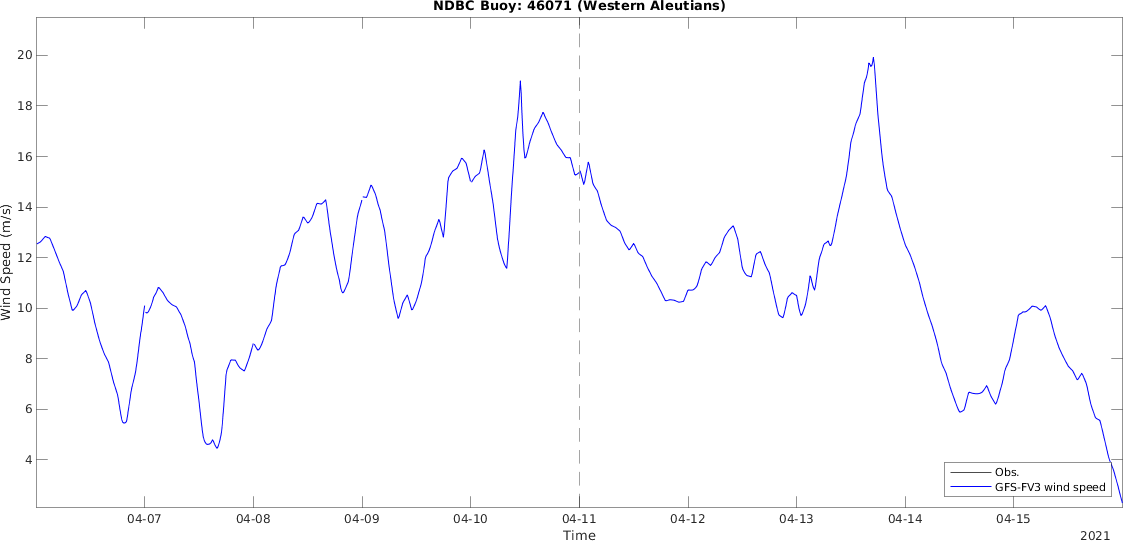 NDBC Buoy: 46071 (Western Aleutians)
20
18
16
14
12
10
8
6
4
Wind Speed (m/s)
04-07 04-08 04-09 04-10 04-11 04-12 04-13 04-14 04-15
Time
2021
Obs.
GFS-FV3 wind speed